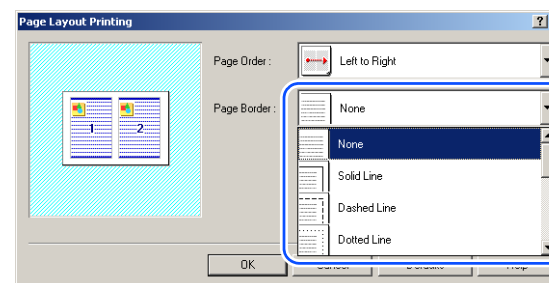 Page Layout Printing ?
Page Order : Left to Right
Page Border : None
None
Solid Line
Dashed Line
Dotted Line
1 2
OK